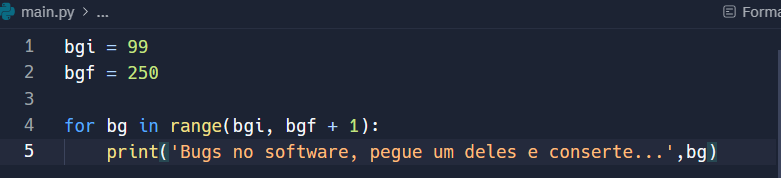 main.py > ...
Forma
1 bgi = 99
2 bgf = 250
3
4 for bg in range(bgi, bgf + 1):
5 print('Bugs no software, pegue um deles e conserte...',bg)